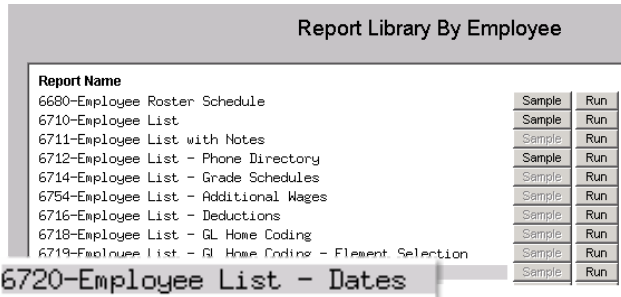 Report Library By Employee
Report Name
6680-Employee Roster Schedule Sample Run
6710-Employee List Sample Run
6711-Employee List with Notes Sample Run
6712-Employee List - Phone Directory Sample Run
6714-Employee List - Grade Schedules Sample Run
6754-Employee List - Additional Wages Sample Run
6716-Employee List - Deductions Sample Run
6718-Employee List - GL Home Coding Sample Run
6719-Employee List - GL Home Coding - Element Selection Sample Run
6720-Employee List - Dates Sample Run